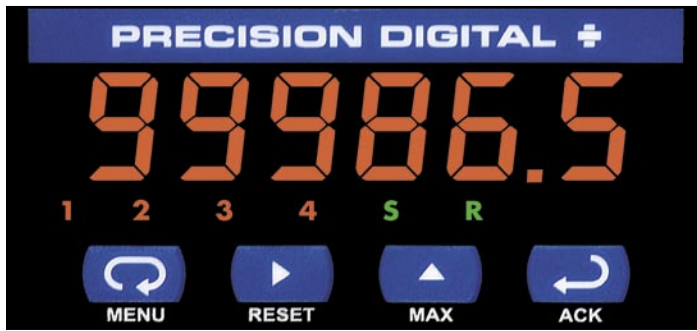 PRECISION DIGITAL
99986.5
1 2 3 4 S R
MENU RESET MAX ACK